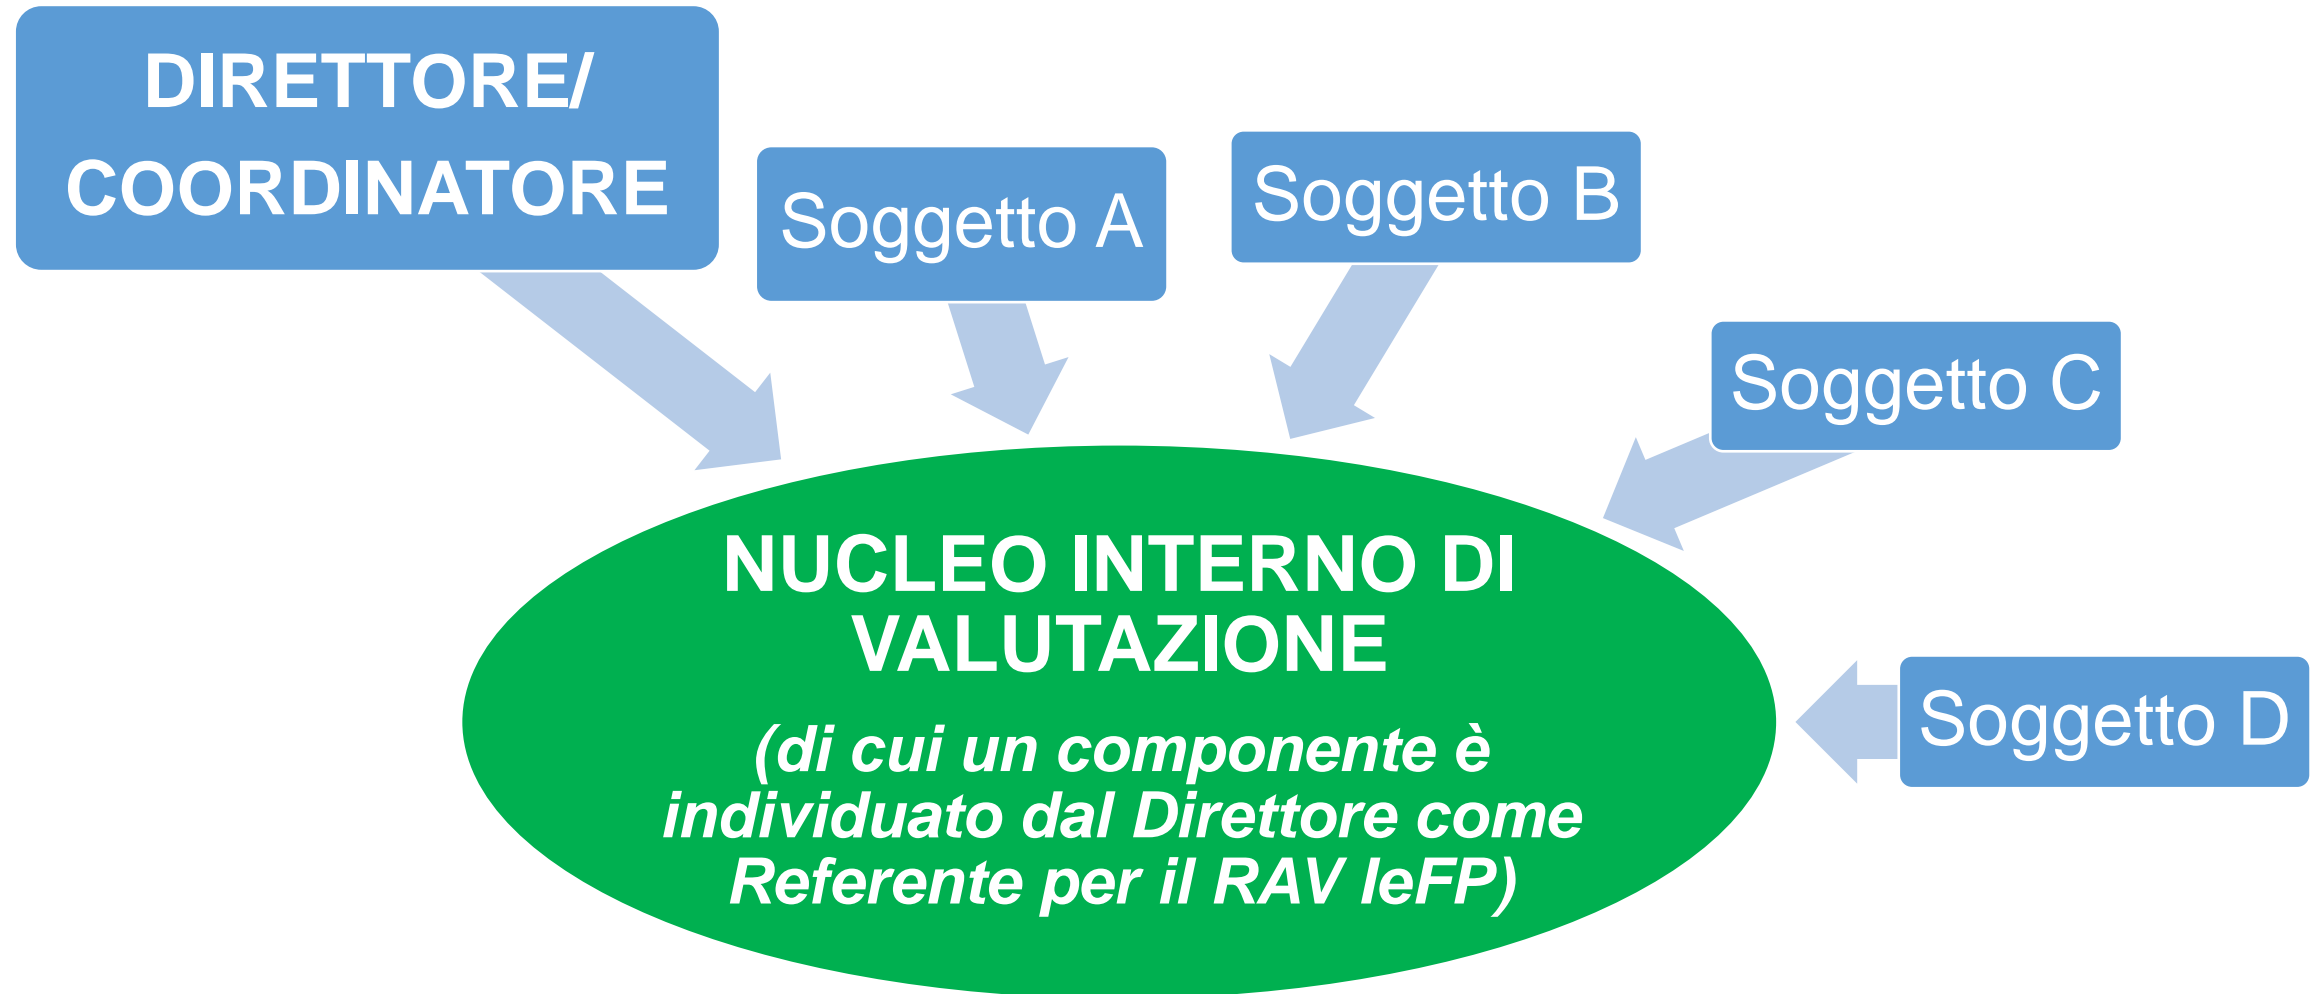 DIRETTORE/
COORDINATORE
Soggetto A
Soggetto B
Soggetto C
NUCLEO INTERNO DI
VALUTAZIONE
(di cui un componente è
individuato dal Direttore come
Referente per il RAV IeFP)
Soggetto D